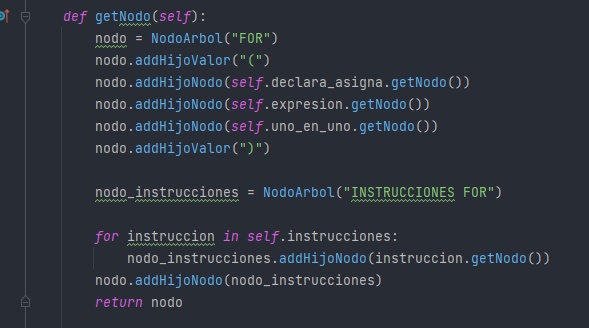 def getNodo(self):
    nodo = NodoArbol("FOR")
    nodo.addHijoValor("(")
    nodo.addHijoNodo(self.declara_asigna.getNodo())
    nodo.addHijoNodo(self.expresion.getNodo())
    nodo.addHijoNodo(self.uno_en_uno.getNodo())
    nodo.addHijoValor(")")

    nodo_instrucciones = NodoArbol("INSTRUCCIONES FOR")

    for instruccion in self.instrucciones:
        nodo_instrucciones.addHijoNodo(instruccion.getNodo())
    nodo.addHijoNodo(nodo_instrucciones)
    return nodo